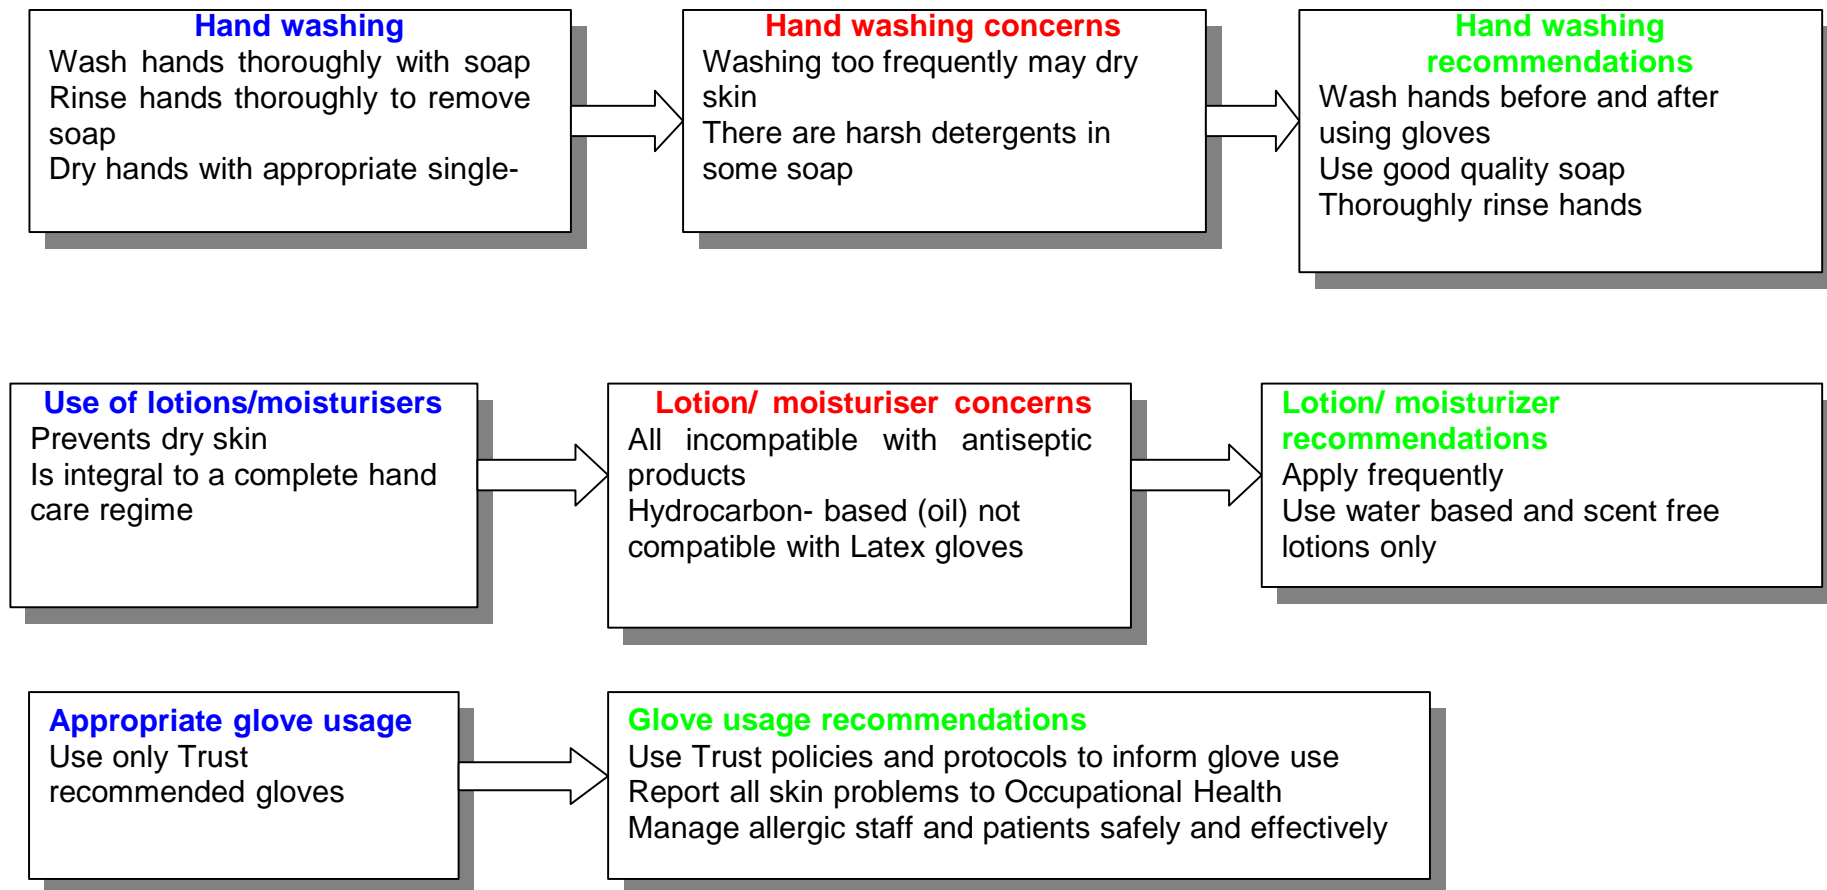 Hand washing
Wash hands thoroughly with soap
Rinse hands thoroughly to remove
soap
Dry hands with appropriate single-
Hand washing concerns
Washing too frequently may dry
skin
There are harsh detergents in
some soap
Hand washing
recommendations
Wash hands before and after
using gloves
Use good quality soap
Thoroughly rinse hands
Use of lotions/moisturisers
Prevents dry skin
Is integral to a complete hand
care regime
Lotion/ moisturiser concerns
All incompatible with antiseptic
products
Hydrocarbon- based (oil) not
compatible with Latex gloves
Lotion/ moisturizer
recommendations
Apply frequently
Use water based and scent free
lotions only
Appropriate glove usage
Use only Trust
recommended gloves
Glove usage recommendations
Use Trust policies and protocols to inform glove use
Report all skin problems to Occupational Health
Manage allergic staff and patients safely and effectively